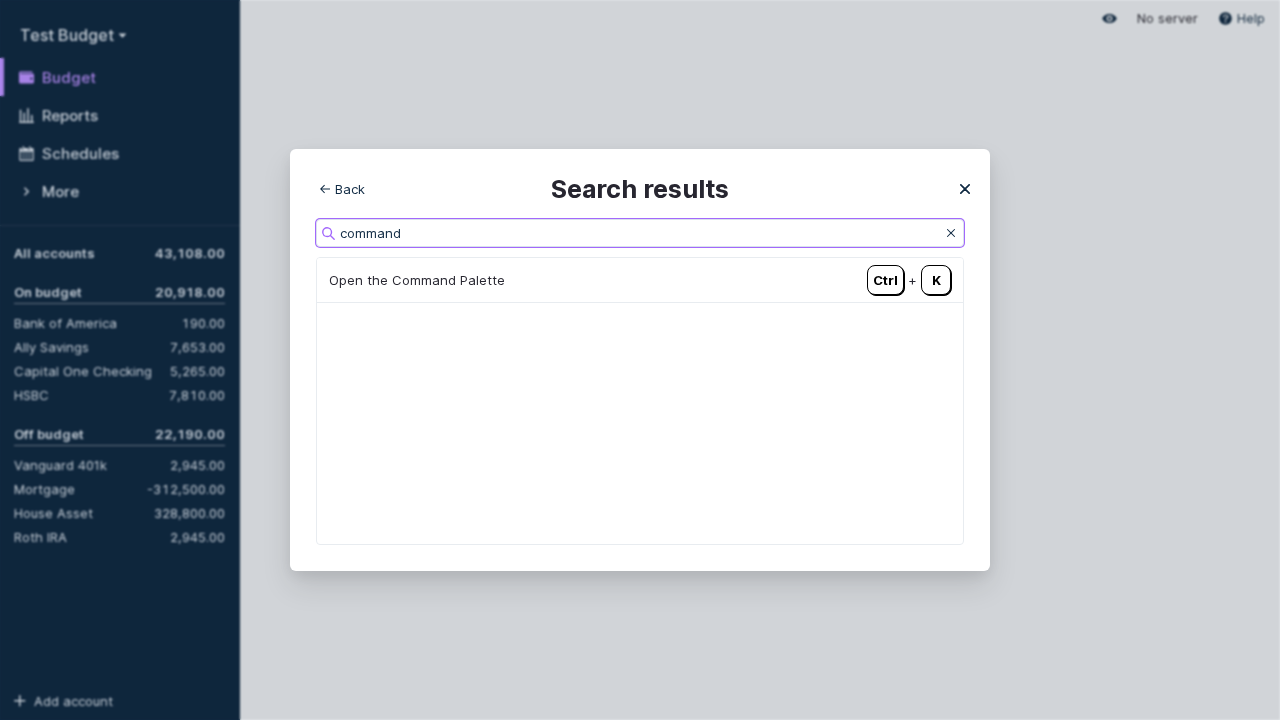 Test Budget
No server
Help
Budget
Reports
Schedules
More
All accounts 43,108.00
On budget 20,918.00
Bank of America 190.00
Ally Savings 7,653.00
Capital One Checking 5,265.00
HSBC 7,810.00
Off budget 22,190.00
Vanguard 401k 2,945.00
Mortgage -312,500.00
House Asset 328,800.00
Roth IRA 2,945.00
Add account
Back
Search results
command
Open the Command Palette Ctrl + K